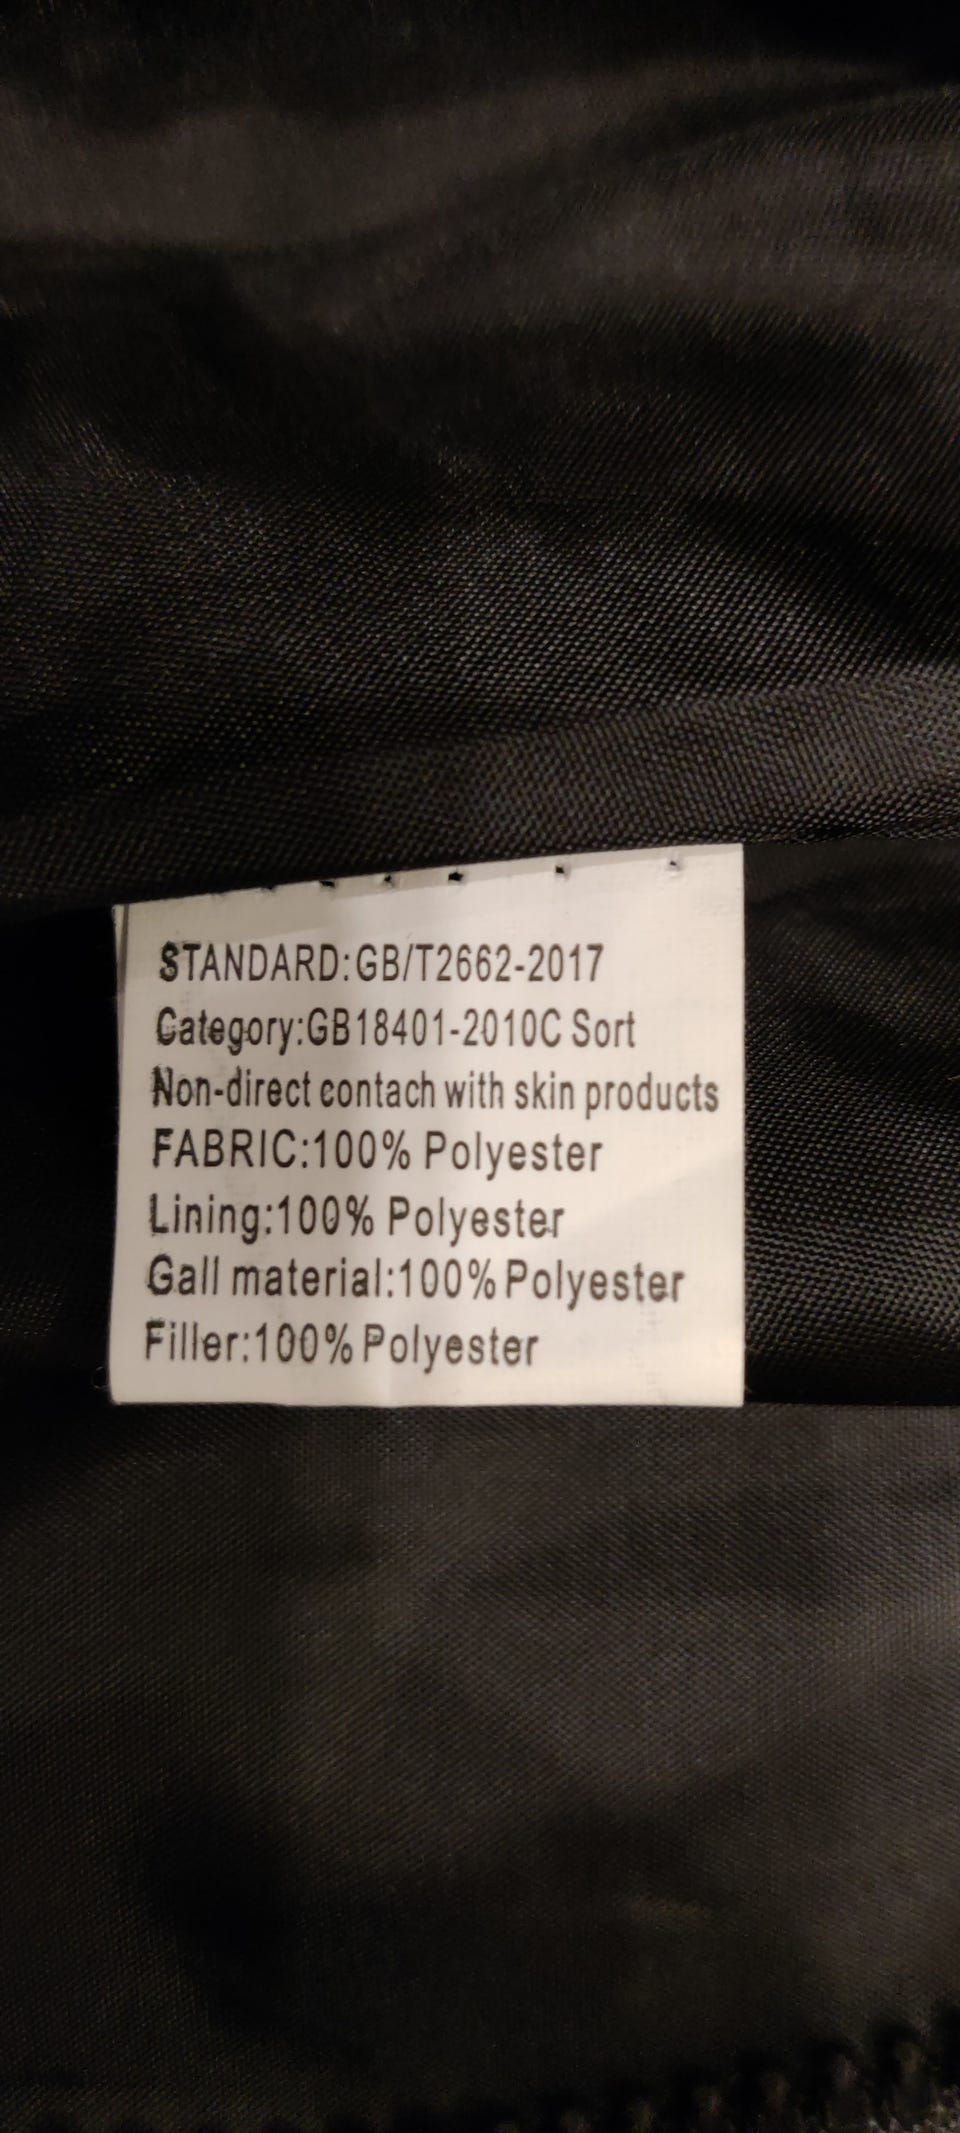 STANDARD:GB/T2662-2017
Category:GB18401-2010C Sort
Non-direct contach with skin products
FABRIC:100% Polyester
Lining:100% Polyester
Gall material:100% Polyester
Filler:100% Polyester